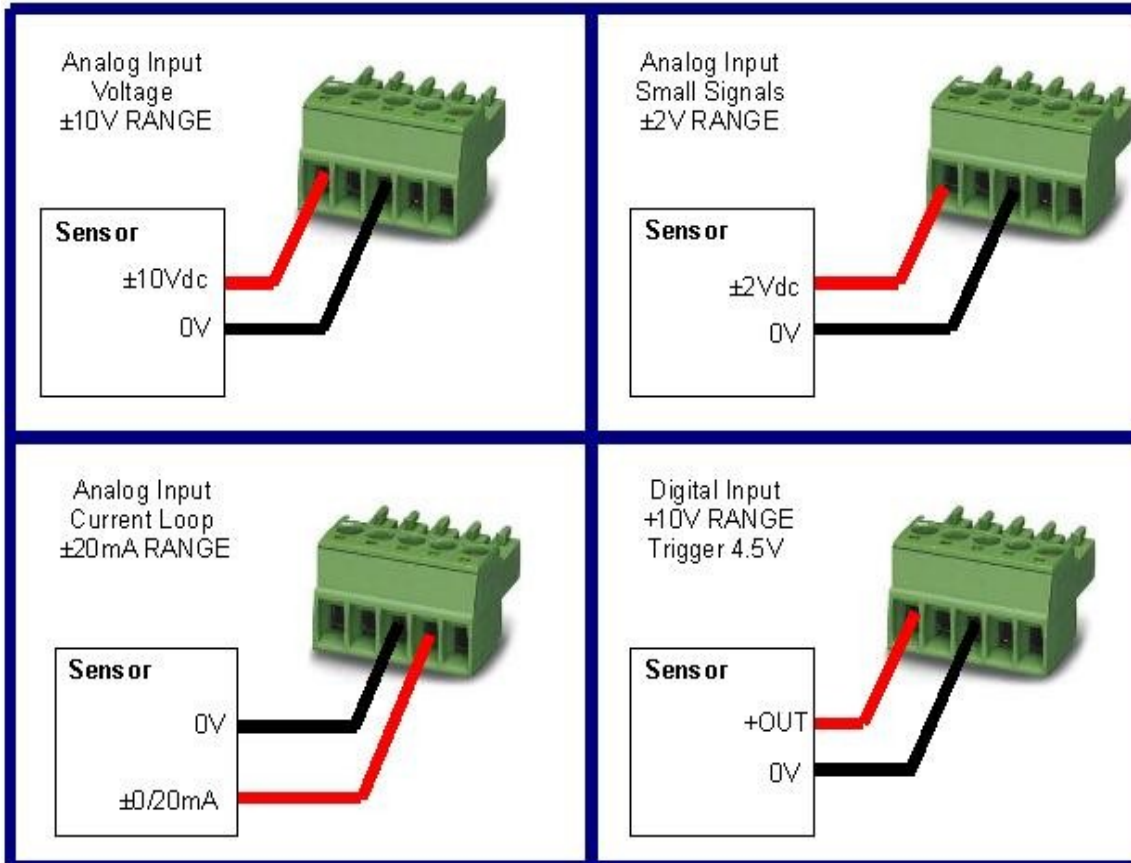 Analog Input
Voltage
±10V RANGE
Sensor
±10Vdc
0V
Analog Input
Small Signals
±2V RANGE
Sensor
±2Vdc
0V
Analog Input
Current Loop
±20mA RANGE
Sensor
0V
±0/20mA
Digital Input
+10V RANGE
Trigger 4.5V
Sensor
+OUT
0V